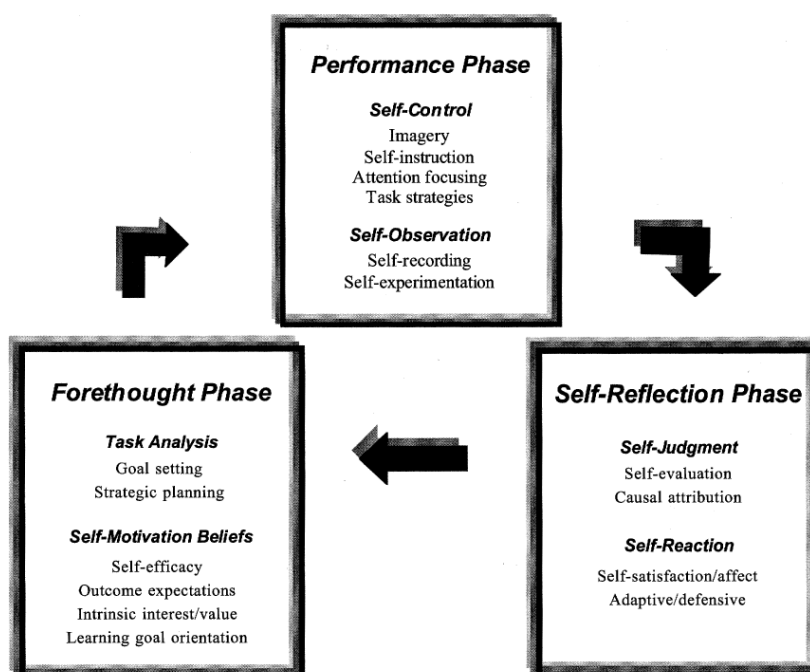 Performance Phase
Self-Control
Imagery
Self-instruction
Attention focusing
Task strategies
Self-Observation
Self-recording
Self-experimentation
Forethought Phase
Task Analysis
Goal setting
Strategic planning
Self-Motivation Beliefs
Self-efficacy
Outcome expectations
Intrinsic interest/value
Learning goal orientation
Self-Reflection Phase
Self-Judgment
Self-evaluation
Causal attribution
Self-Reaction
Self-satisfaction/affect
Adaptive/defensive